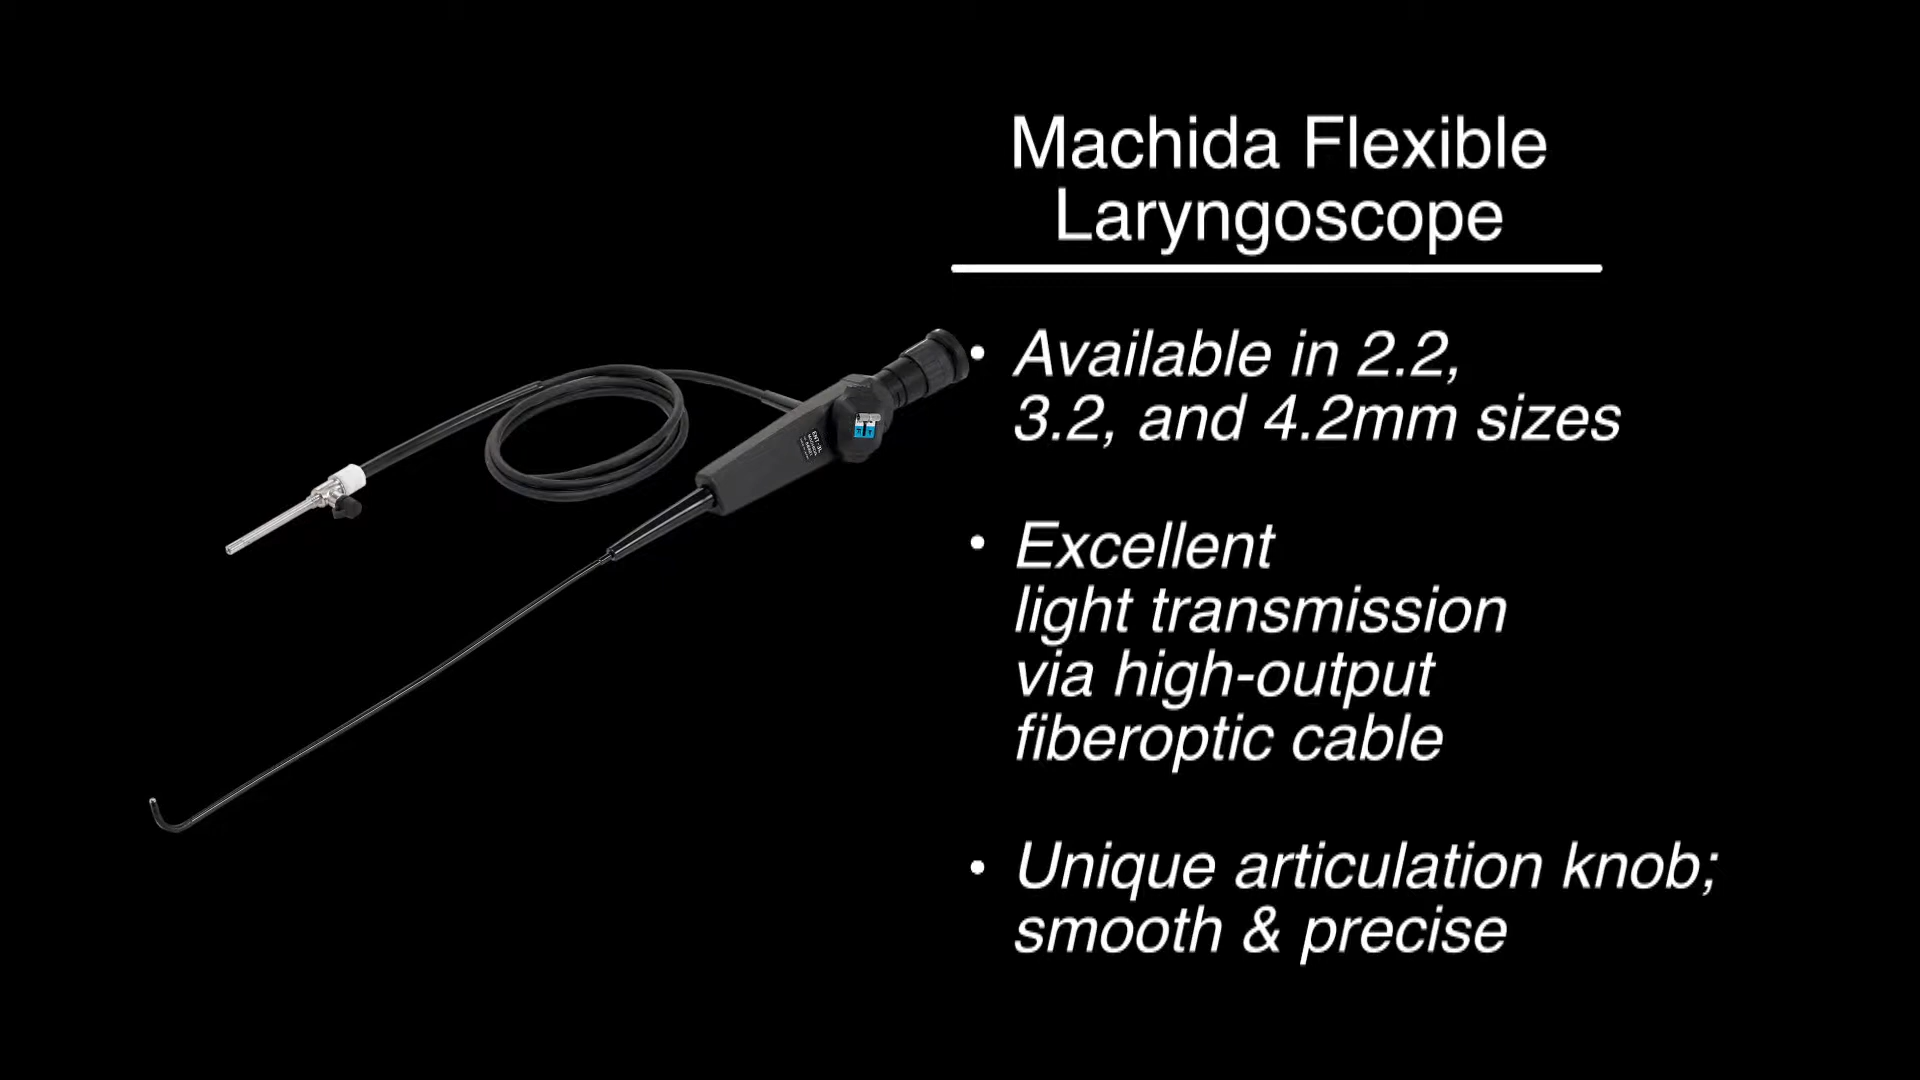 Machida Flexible
Laryngoscope
• Available in 2.2,
3.2, and 4.2mm sizes
• Excellent
light transmission
via high-output
fiberoptic cable
• Unique articulation knob;
smooth & precise